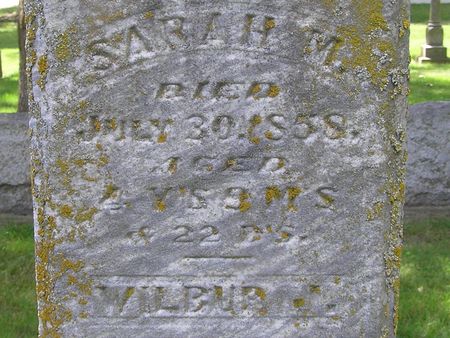 SARAH M.
DIED
JULY 30, 1858.
AGED
4 Y'S 9 M'S
& 22 D'S.
WILBUR J.